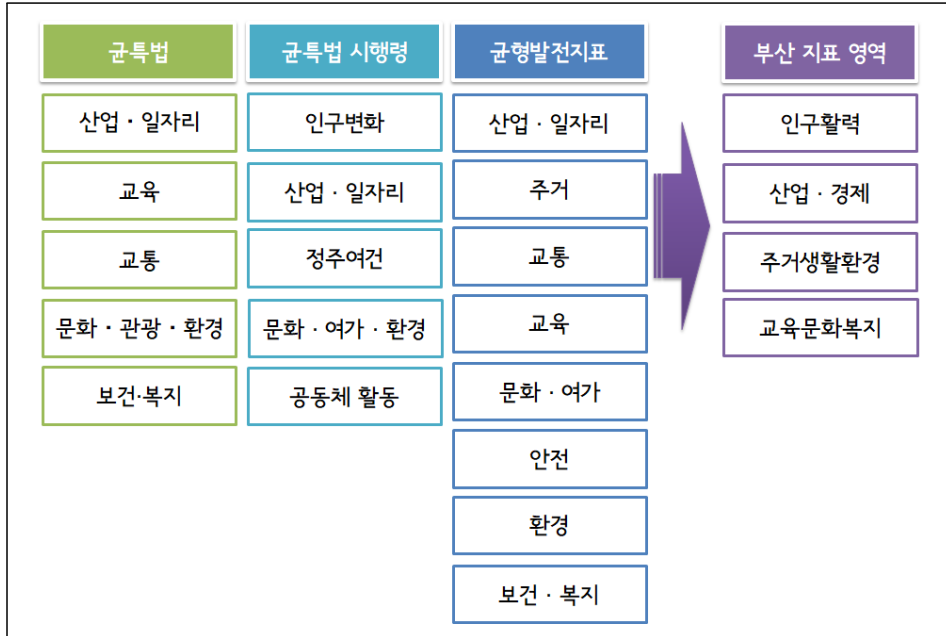 균특법
산업・일자리
교육
교통
문화・관광・환경
보건·복지
균특법 시행령
인구변화
산업 · 일자리
정주여건
문화 · 여가 · 환경
공동체 활동
균형발전지표
산업 · 일자리
주거
교통
교육
문화 · 여가
안전
환경
보건 · 복지
부산 지표 영역
인구활력
산업 · 경제
주거생활환경
교육문화복지